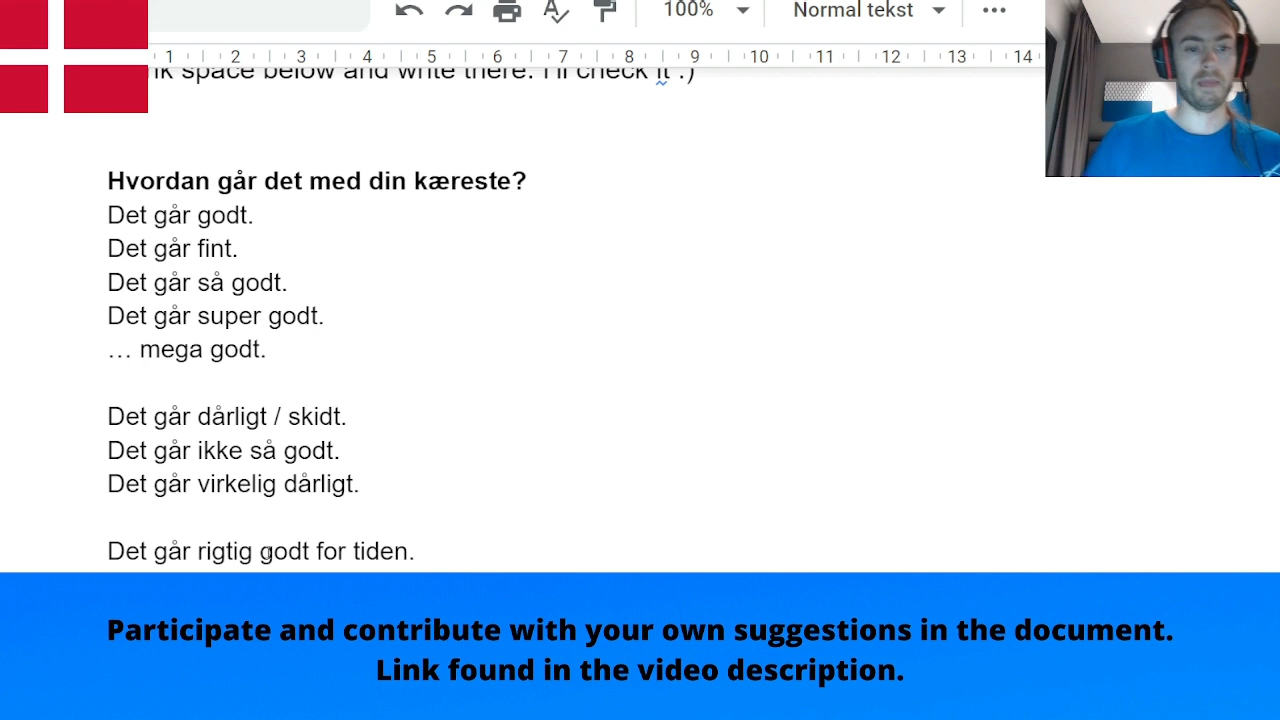 100% Normal tekst
1 2 3 4 5 6 7 8 9 10 11 12 13 14
space below and write there. I'll check it :)
Hvordan går det med din kæreste?
Det går godt.
Det går fint.
Det går så godt.
Det går super godt.
… mega godt.
Det går dårligt / skidt.
Det går ikke så godt.
Det går virkelig dårligt.
Det går rigtig godt for tiden.
Participate and contribute with your own suggestions in the document.
Link found in the video description.